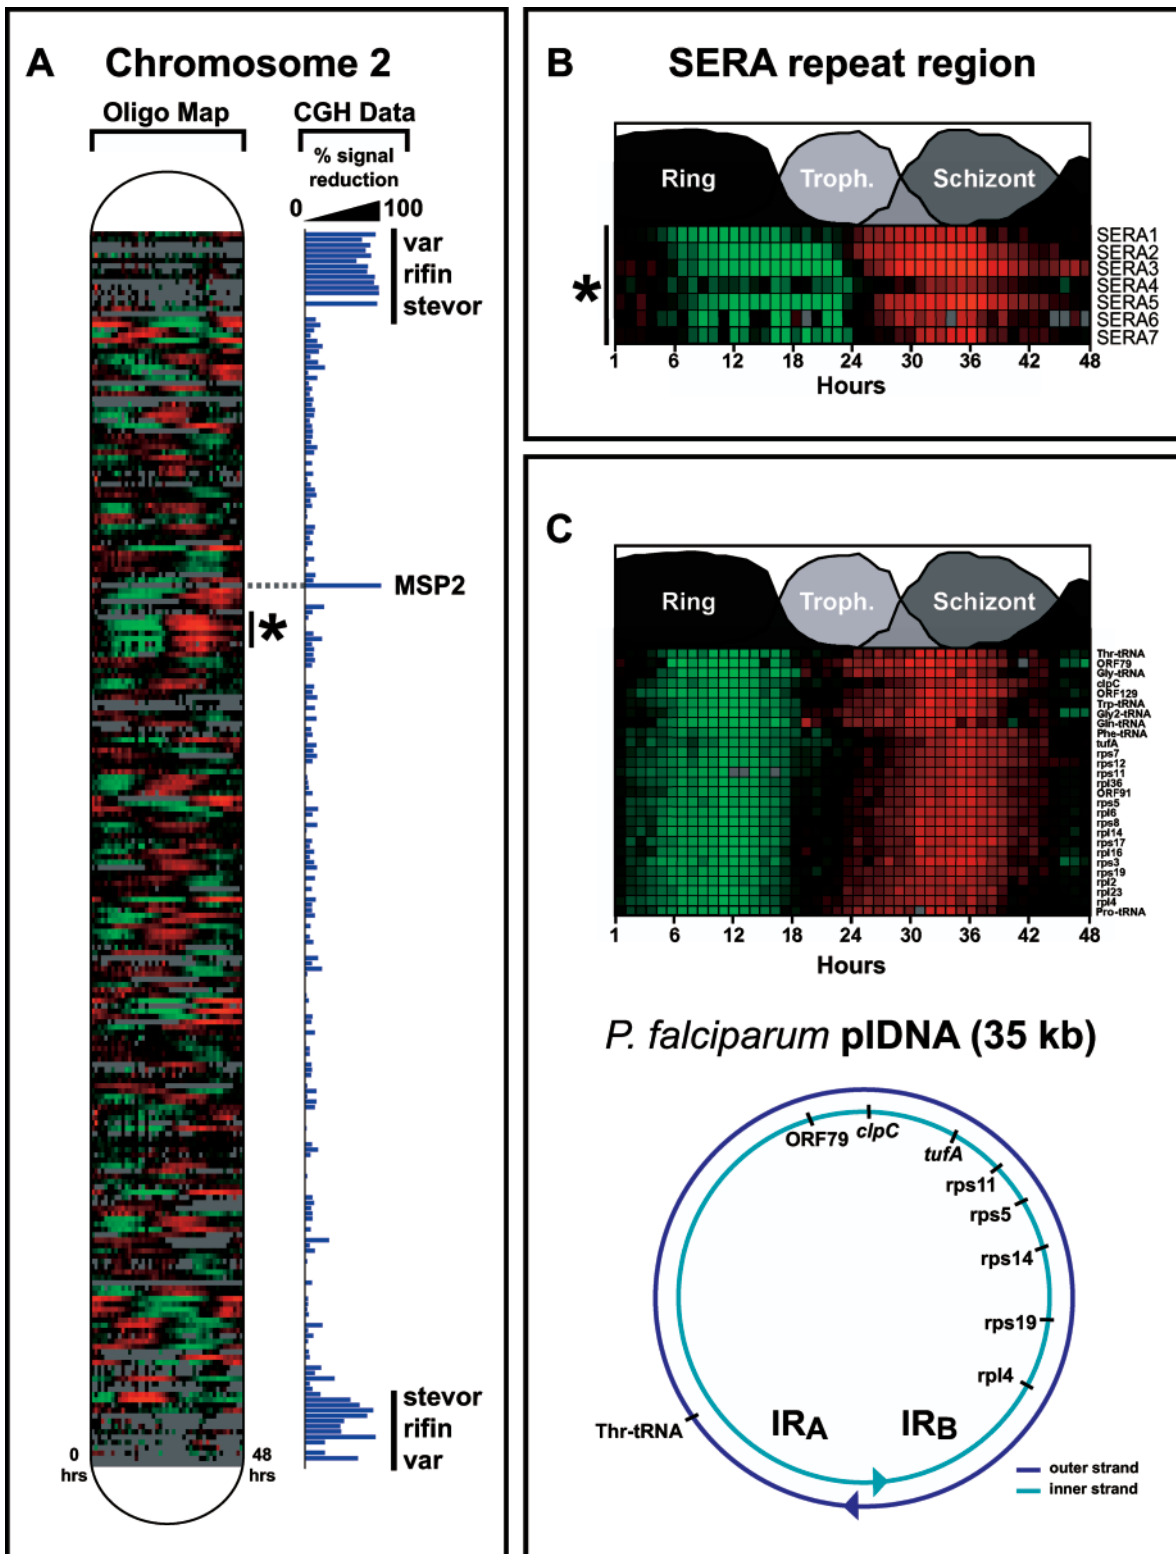 A Chromosome 2
Oligo Map
CGH Data
% signal
reduction
0 100
var
rifin
stevor
MSP2
*
stevor
rifin
var
0
hrs
48
hrs
B SERA repeat region
Ring Troph. Schizont
*
SERA1
SERA2
SERA3
SERA4
SERA5
SERA6
SERA7
1 6 12 18 24 30 36 42 48
Hours
C
Ring Troph. Schizont
Thr-tRNA
ORF79
Gly-tRNA
clpC
ORF129
Trp-tRNA
Gly2-tRNA
Gln-tRNA
Phe-tRNA
tufA
rps7
rps12
rps11
rpl36
ORF91
rps5
rpl6
rps8
rpl14
rps17
rpl16
rps3
rps19
rpl2
rpl23
rpl4
Pro-tRNA
1 6 12 18 24 30 36 42 48
Hours
P. falciparum plDNA (35 kb)
ORF79
clpC
tufA
rps11
rps5
rps14
rps19
rpl4
Thr-tRNA
IRA IRB
outer strand
inner strand